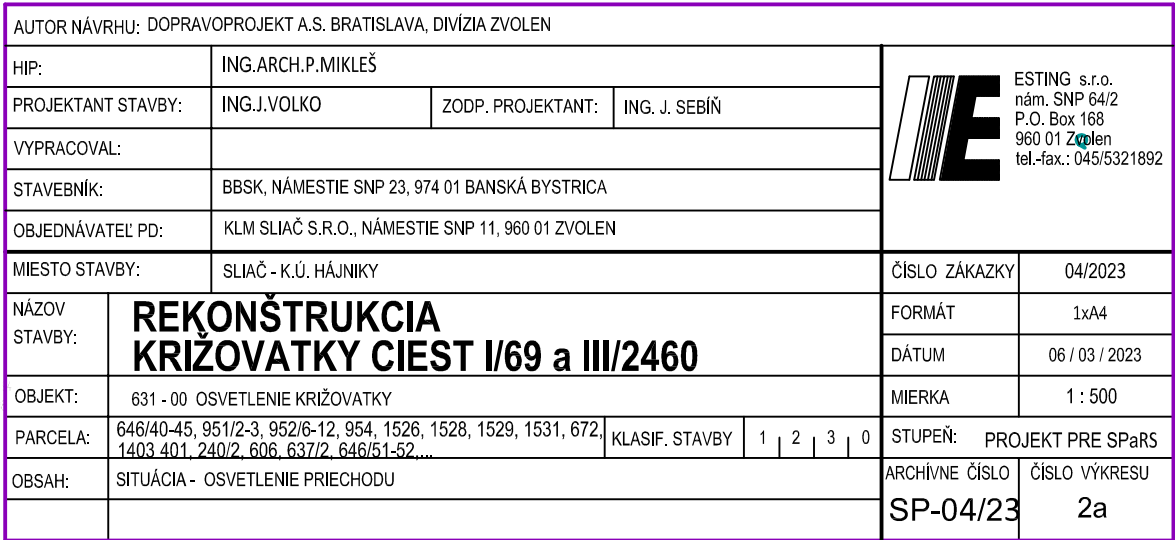 AUTOR NÁVRHU: DOPRAVOPROJEKT A.S. BRATISLAVA, DIVÍZIA ZVOLEN
HIP: ING.ARCH.P.MIKLEŠ
PROJEKTANT STAVBY: ING.J.VOLKO ZODP. PROJEKTANT: ING. J. SEBÍŇ
VYPRACOVAL:
STAVEBNÍK: BBSK, NÁMESTIE SNP 23, 974 01 BANSKÁ BYSTRICA
OBJEDNÁVATEĽ PD: KLM SLIAČ S.R.O., NÁMESTIE SNP 11, 960 01 ZVOLEN
E
ESTING s.r.o.
nám. SNP 64/2
P.O. Box 168
960 01 Zvolen
tel.-fax.: 045/5321892
MIESTO STAVBY: SLIAČ - K.Ú. HÁJNIKY
NÁZOV
STAVBY:
REKONŠTRUKCIA
KRIŽOVATKY CIEST I/69 a III/2460
OBJEKT: 631 - 00 OSVETLENIE KRIŽOVATKY
PARCELA: 646/40-45, 951/2-3, 952/6-12, 954, 1526, 1528, 1529, 1531, 672,
1403 401, 240/2, 606, 637/2, 646/51-52,...
KLASIF. STAVBY 1 2 3 0
OBSAH: SITUÁCIA - OSVETLENIE PRIECHODU
ČÍSLO ZÁKAZKY 04/2023
FORMÁT 1xA4
DÁTUM 06 / 03 / 2023
MIERKA 1 : 500
STUPEŇ: PROJEKT PRE SPaRS
ARCHÍVNE ČÍSLO ČÍSLO VÝKRESU
SP-04/23 2a